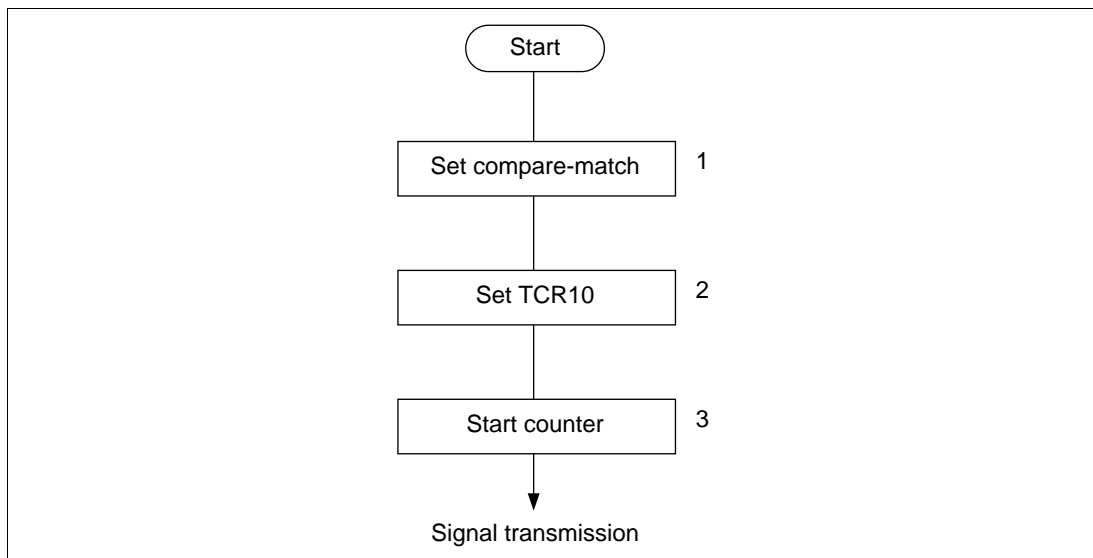 Start
Set compare-match 1
Set TCR10 2
Start counter 3
Signal transmission